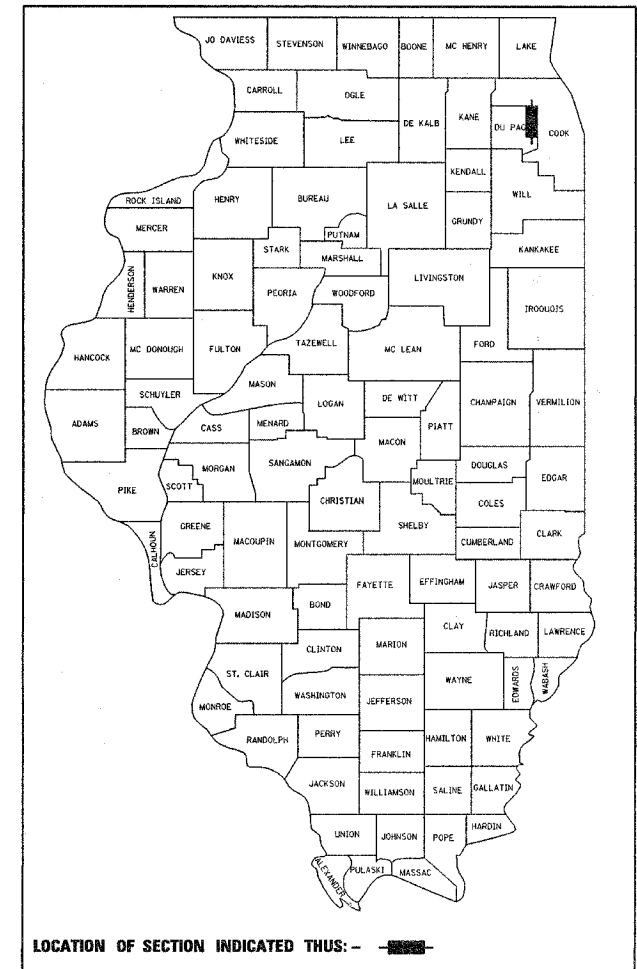 JO DAVIESS STEVENSON WINNEBAGO BOONE MC HENRY LAKE
CARROLL OGLE
DE KALB KANE DU PAG COOK
WHITESIDE LEE
KENDALL WILL
ROCK ISLAND HENRY BUREAU LA SALLE GRUNDY
MERCER PUTNAM
STARK MARSHALL KANKAKEE
HENDERSON WARREN KNOX PEORIA WOODFORD LIVINGSTON IROQUOIS
HANCOCK MC DONOUGH FULTON TAZEWELL MC LEAN FORD
MASON
SCHUYLER LOGAN DE WITT CHAMPAIGN VERMILION
ADAMS BROWN CASS MENARD PIATT
MACON
MORGAN SANGAMON DOUGLAS EDGAR
PIKE SCOTT CHRISTIAN MOULTRIE COLES
GREENE SHELBY
CALHOUN MACOUPIN MONTGOMERY CUMBERLAND CLARK
JERSEY FAYETTE EFFINGHAM JASPER CRAWFORD
MADISON BOND
CLAY RICHLAND LAWRENCE
CLINTON MARION
ST. CLAIR WAYNE EDWARDS WABASH
WASHINGTON JEFFERSON
MONROE
RANDOLPH PERRY HAMILTON WHITE
FRANKLIN
JACKSON WILLIAMSON SALINE GALLATIN
UNION JOHNSON POPE HARDIN
ALEXANDER PULASKI MASSAC
LOCATION OF SECTION INDICATED THUS: -